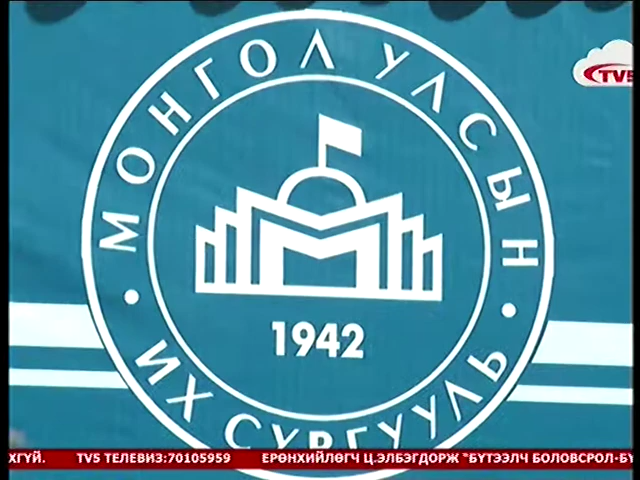 МОНГОЛ УЛСЫН
1942
ИХ СУРГУУЛЬ
TV5
ХГҮЙ. TV5 ТЕЛЕВИЗ:70105959 ЕРӨНХИЙЛӨГЧ Ц.ЭЛБЭГДОРЖ "БҮТЭЭЛЧ БОЛОВСРОЛ-БҮ